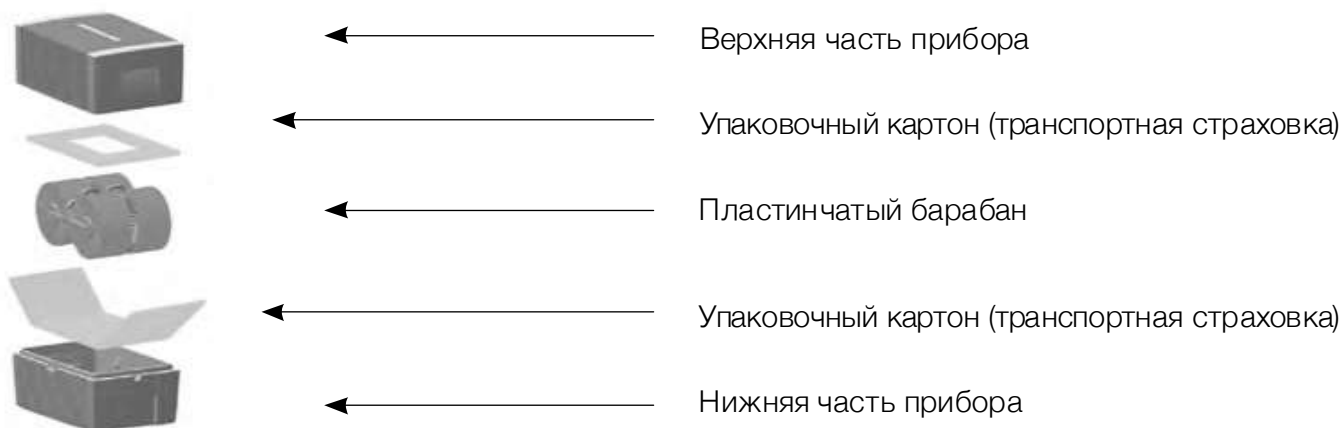 Верхняя часть прибора
Упаковочный картон (транспортная страховка)
Пластинчатый барабан
Упаковочный картон (транспортная страховка)
Нижняя часть прибора